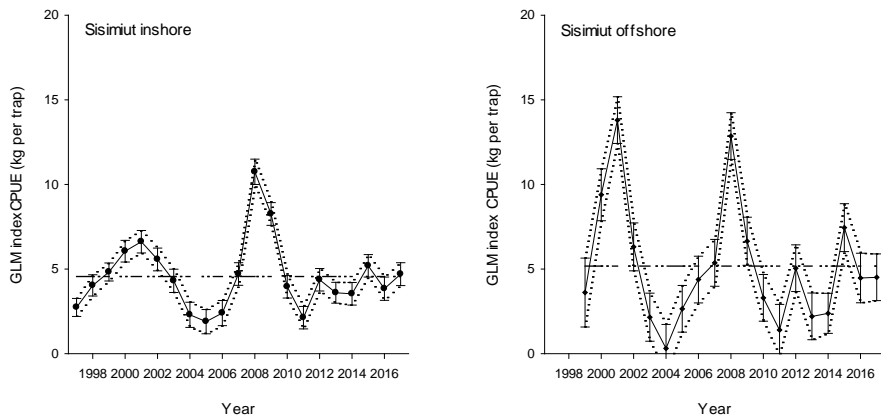 Sisimiut inshore
GLM indexCPUE (kg per trap)
20
15
10
5
0
1998 2000 2002 2004 2006 2008 2010 2012 2014 2016
Year
Sisimiut offshore
GLM index CPUE (kg per trap)
20
15
10
5
0
1998 2000 2002 2004 2006 2008 2010 2012 2014 2016
Year